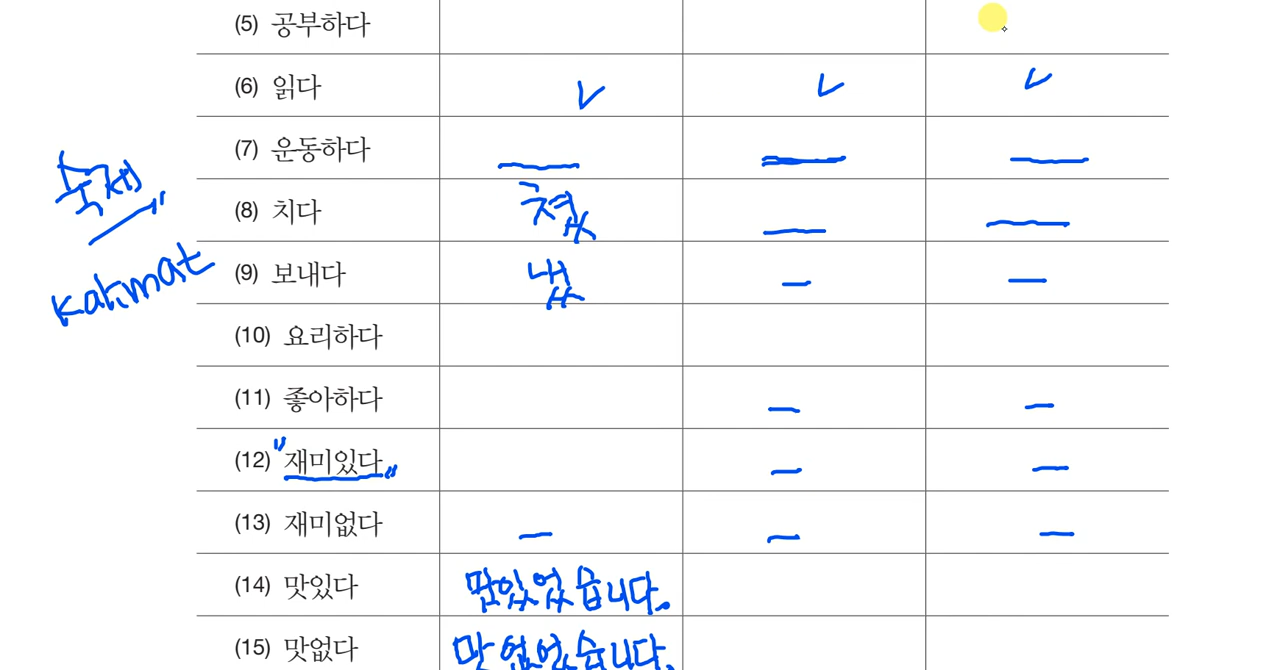 (5) 공부하다
(6) 읽다
(7) 운동하다
숙제
(8) 치다 쳤
Kalimat
(9) 보내다 냈
(10) 요리하다
(11) 좋아하다
(12) "재미있다"
(13) 재미없다
(14) 맛있다 맛있었습니다.
(15) 맛없다 맛없었습니다.